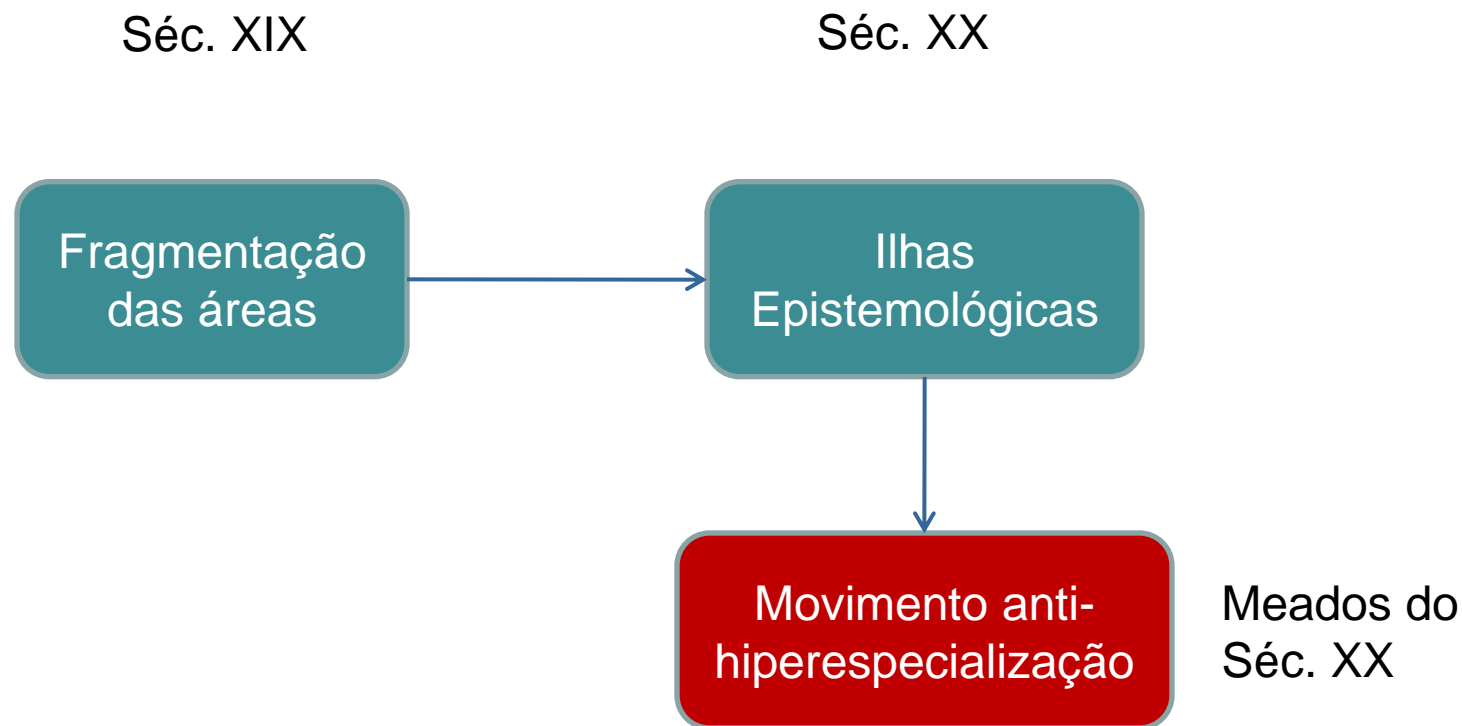 Séc. XIX
Séc. XX
Fragmentação
das áreas
Ilhas
Epistemológicas
Movimento anti-
hiperespecialização
Meados do
Séc. XX